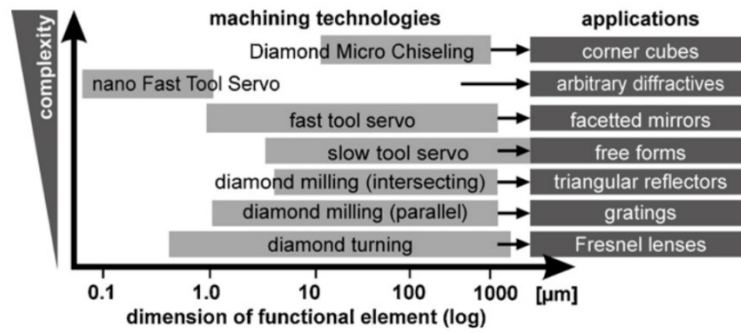 machining technologies
applications
complexity
Diamond Micro Chiseling
corner cubes
nano Fast Tool Servo
arbitrary diffractives
fast tool servo
facetted mirrors
slow tool servo
free forms
diamond milling (intersecting)
triangular reflectors
diamond milling (parallel)
gratings
diamond turning
Fresnel lenses
0.1 1.0 10 100 1000 [µm]
dimension of functional element (log)